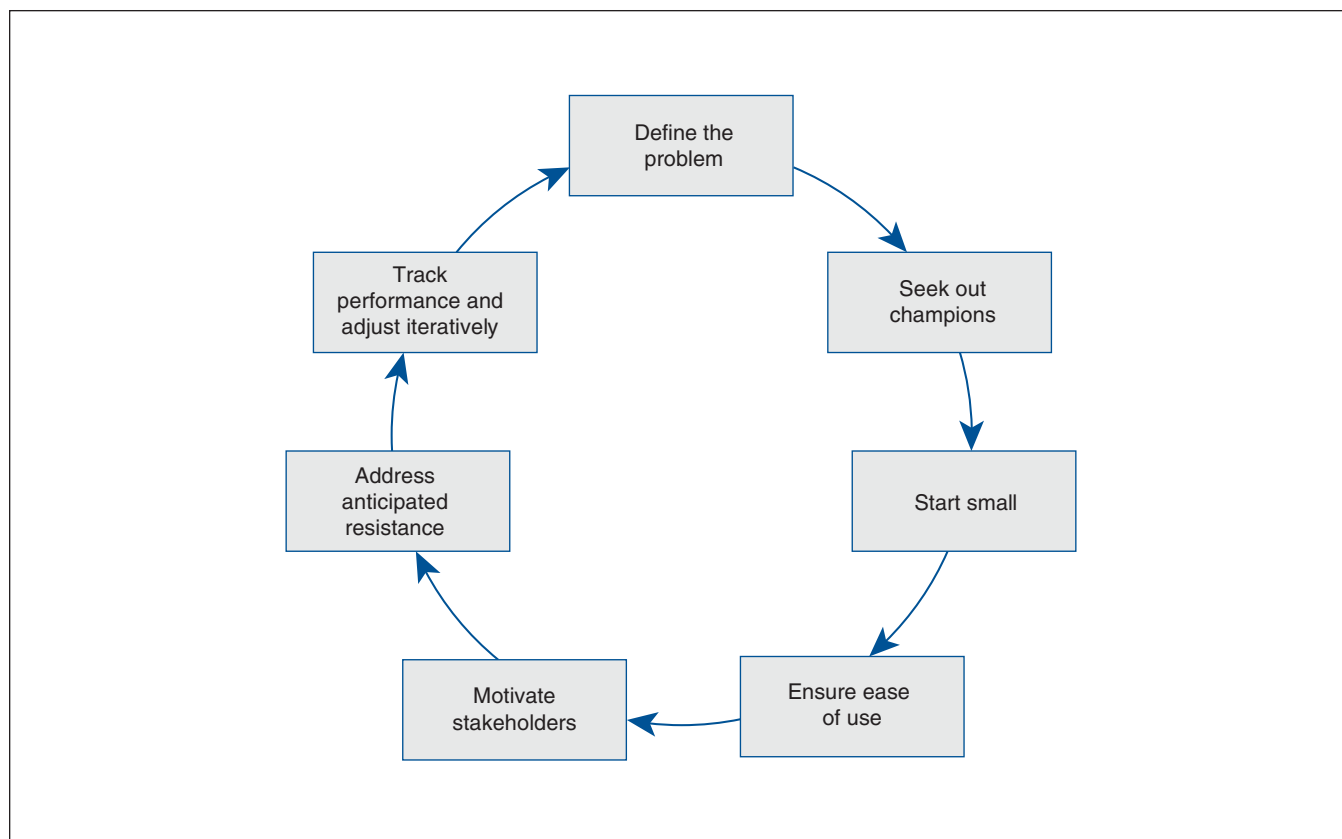 Define the
problem
Seek out
champions
Start small
Ensure ease
of use
Motivate
stakeholders
Address
anticipated
resistance
Track
performance and
adjust iteratively